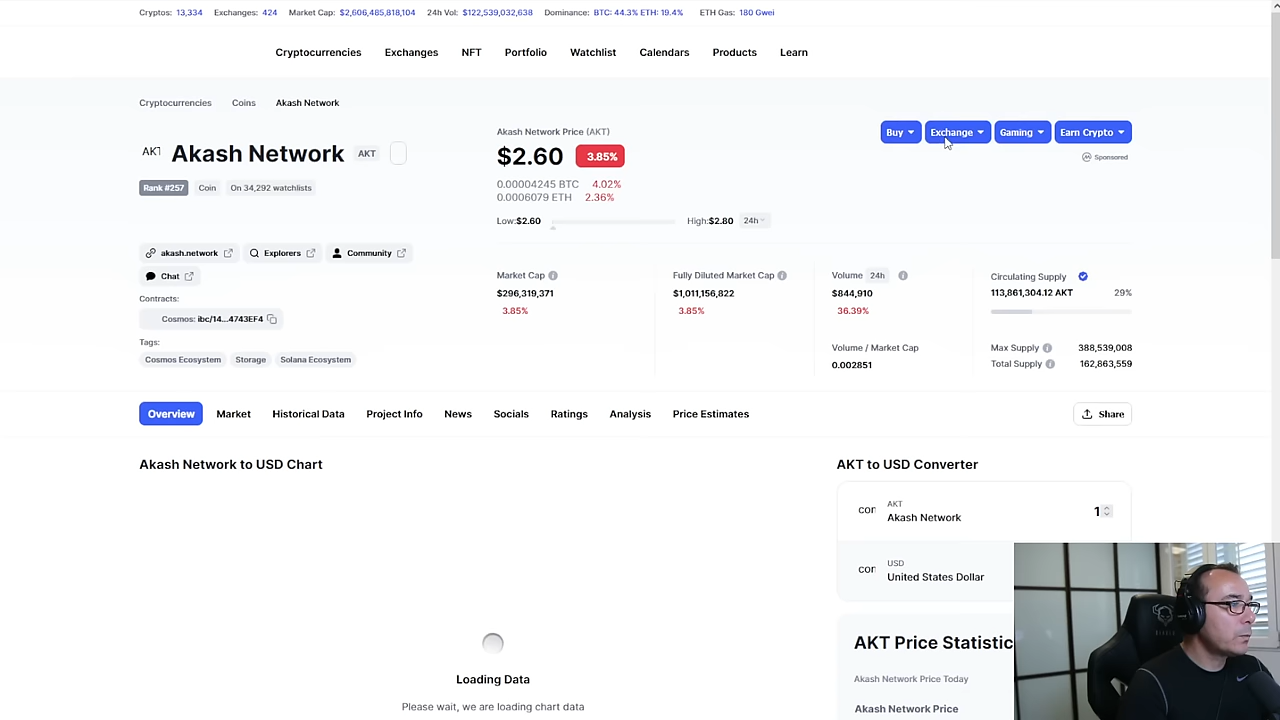 Cryptos: 13,334 Exchanges: 424 Market Cap: $2,606,485,818,104 24h Vol: $122,539,032,638 Dominance: BTC: 44.3% ETH: 19.4% ETH Gas: 180 Gwei
Cryptocurrencies Exchanges NFT Portfolio Watchlist Calendars Products Learn
Cryptocurrencies Coins Akash Network
AKT Akash Network AKT
Rank #257 Coin On 34,292 watchlists
akash.network Explorers Community
Chat
Contracts:
Cosmos: ibc/14...4743EF4
Tags:
Cosmos Ecosystem Storage Solana Ecosystem
Akash Network Price (AKT)
$2.60 3.85%
0.00004245 BTC 4.02%
0.0006079 ETH 2.36%
Low:$2.60 High:$2.80 24h
Buy Exchange Gaming Earn Crypto
Sponsored
Market Cap
$296,319,371
3.85%
Fully Diluted Market Cap
$1,011,156,822
3.85%
Volume 24h
$844,910
36.39%
Volume / Market Cap
0.002851
Circulating Supply
113,861,304.12 AKT 29%
Max Supply 388,539,008
Total Supply 162,863,559
Overview Market Historical Data Project Info News Socials Ratings Analysis Price Estimates Share
Akash Network to USD Chart
Loading Data
Please wait, we are loading chart data
AKT to USD Converter
AKT
Akash Network 1
USD
United States Dollar
AKT Price Statistic
Akash Network Price Today
Akash Network Price